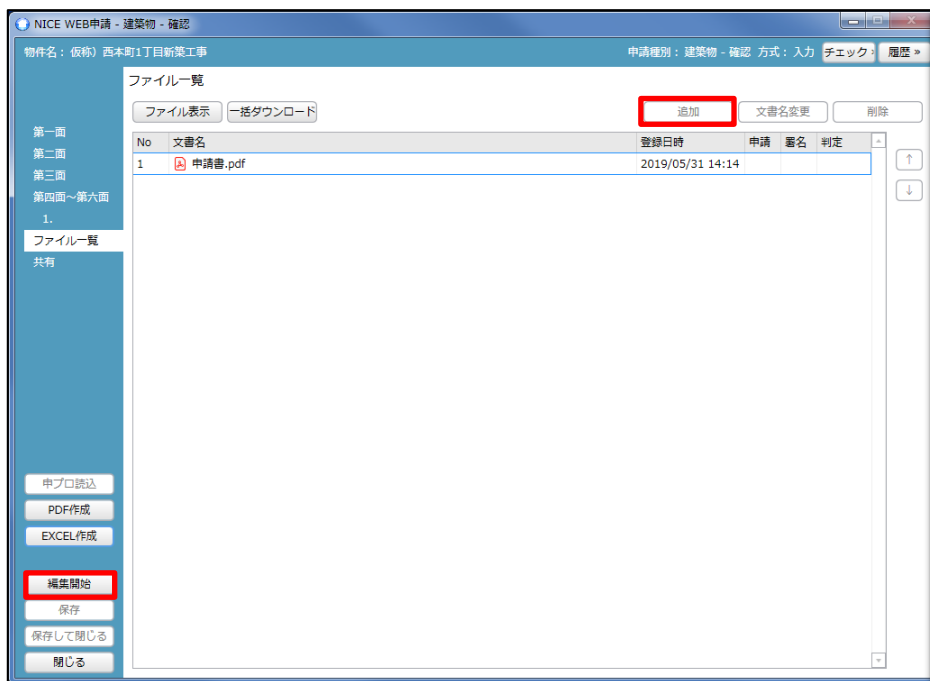 NICE WEB申請 - 建築物 - 確認
物件名： 仮称）西本町1丁目新築工事
申請種別： 建築物 - 確認 方式： 入力 チェック» 履歴 »
ファイル一覧
ファイル表示 一括ダウンロード 追加 文書名変更 削除
第一面
第二面
第三面
第四面～第六面
1.
ファイル一覧
共有
No 文書名 登録日時 申請 署名 判定
1 申請書.pdf 2019/05/31 14:14
↑
↓
申プロ読込
PDF作成
EXCEL作成
編集開始
保存
保存して閉じる
閉じる